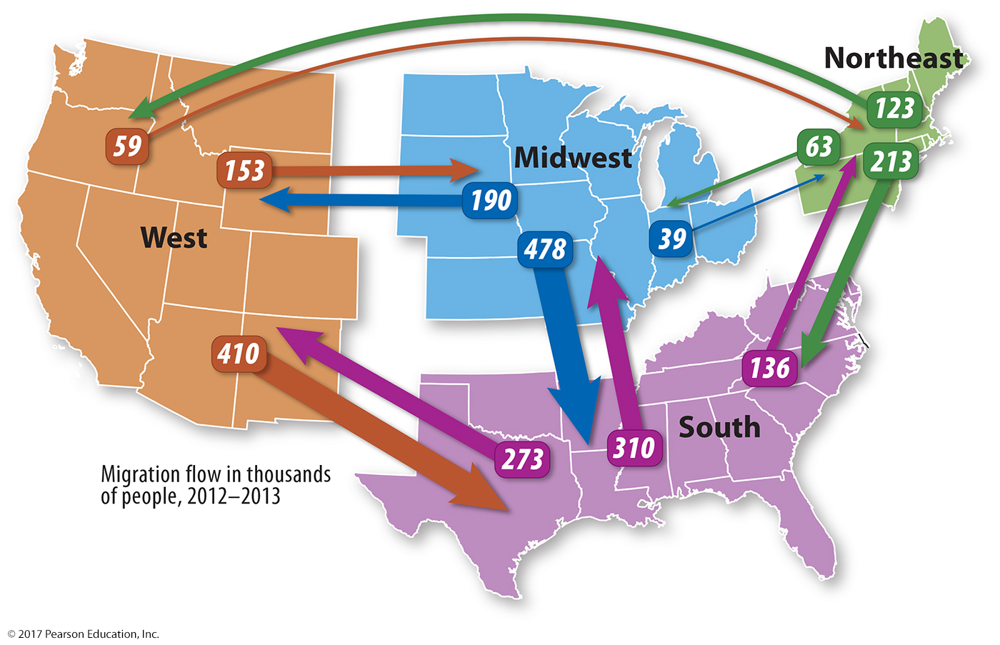 Northeast
123
59
63
213
Midwest
153
190
West
39
478
410
136
South
310
273
Migration flow in thousands
of people, 2012–2013
© 2017 Pearson Education, Inc.